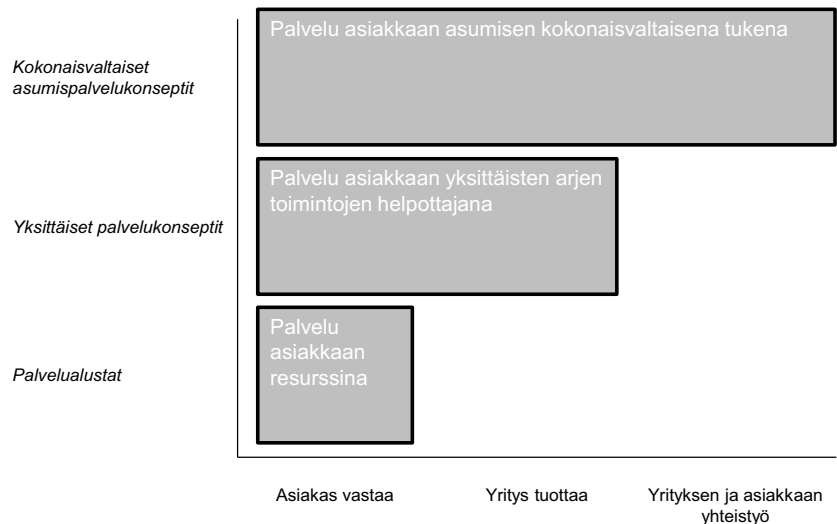 Palvelu asiakkaan asumisen kokonaisvaltaisena tukena
Kokonaisvaltaiset
asumispalvelukonseptit
Palvelu asiakkaan yksittäisten arjen
toimintojen helpottajana
Yksittäiset palvelukonseptit
Palvelu
asiakkaan
resurssina
Palvelualustat
Asiakas vastaa
Yritys tuottaa
Yrityksen ja asiakkaan
yhteistyö